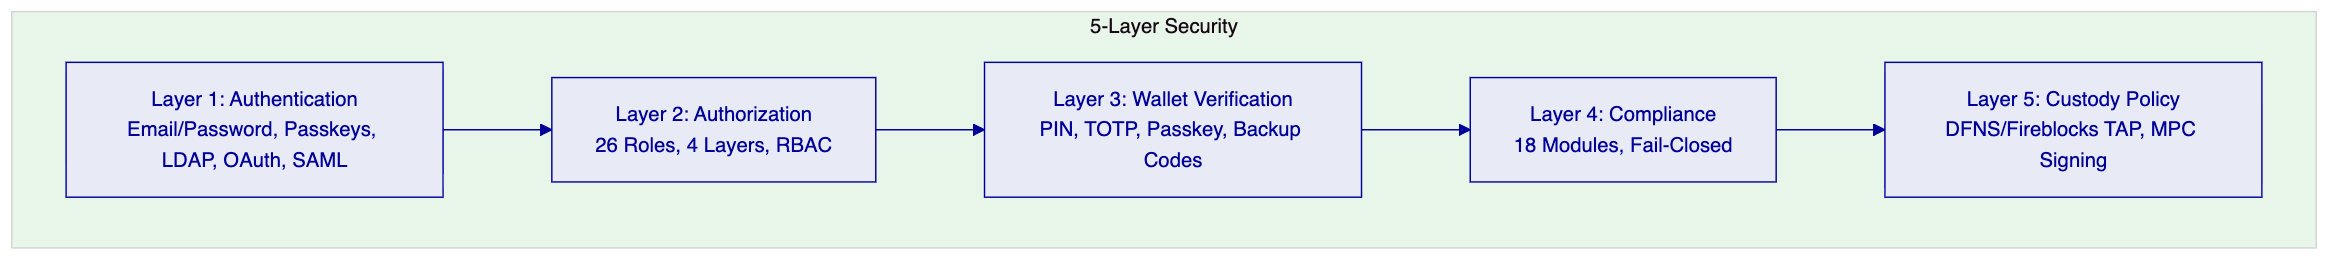 5-Layer Security
Layer 1: Authentication
Email/Password, Passkeys,
LDAP, OAuth, SAML
Layer 2: Authorization
26 Roles, 4 Layers, RBAC
Layer 3: Wallet Verification
PIN, TOTP, Passkey, Backup
Codes
Layer 4: Compliance
18 Modules, Fail-Closed
Layer 5: Custody Policy
DFNS/Fireblocks TAP, MPC
Signing